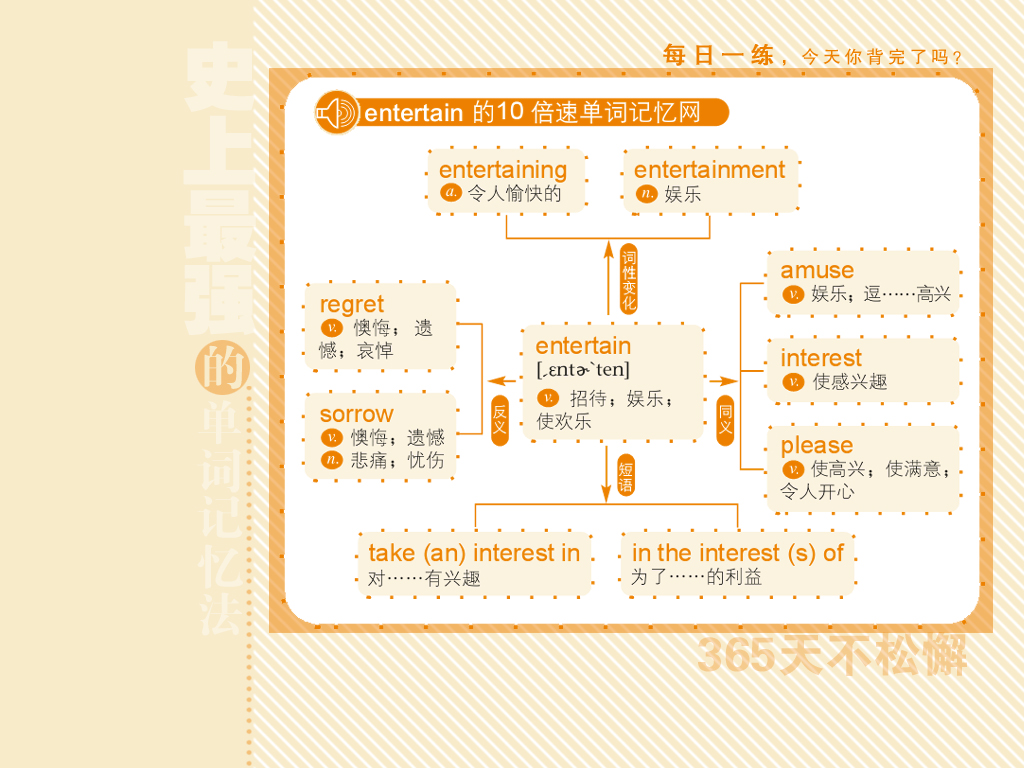 每日一练，今天你背完了吗?
史上最强的单词记忆法
entertain 的10 倍速单词记忆网
entertaining
a. 令人愉快的
entertainment
n. 娱乐
词性变化
regret
v. 懊悔； 遗
憾；哀悼
sorrow
v. 懊悔；遗憾
n. 悲痛；忧伤
反义
entertain
[ˏɛntɚˋten]
v. 招待；娱乐；
使欢乐
同义
amuse
v. 娱乐；逗……高兴
interest
v. 使感兴趣
please
v. 使高兴；使满意；
令人开心
短语
take (an) interest in
对……有兴趣
in the interest (s) of
为了……的利益
365天不松懈